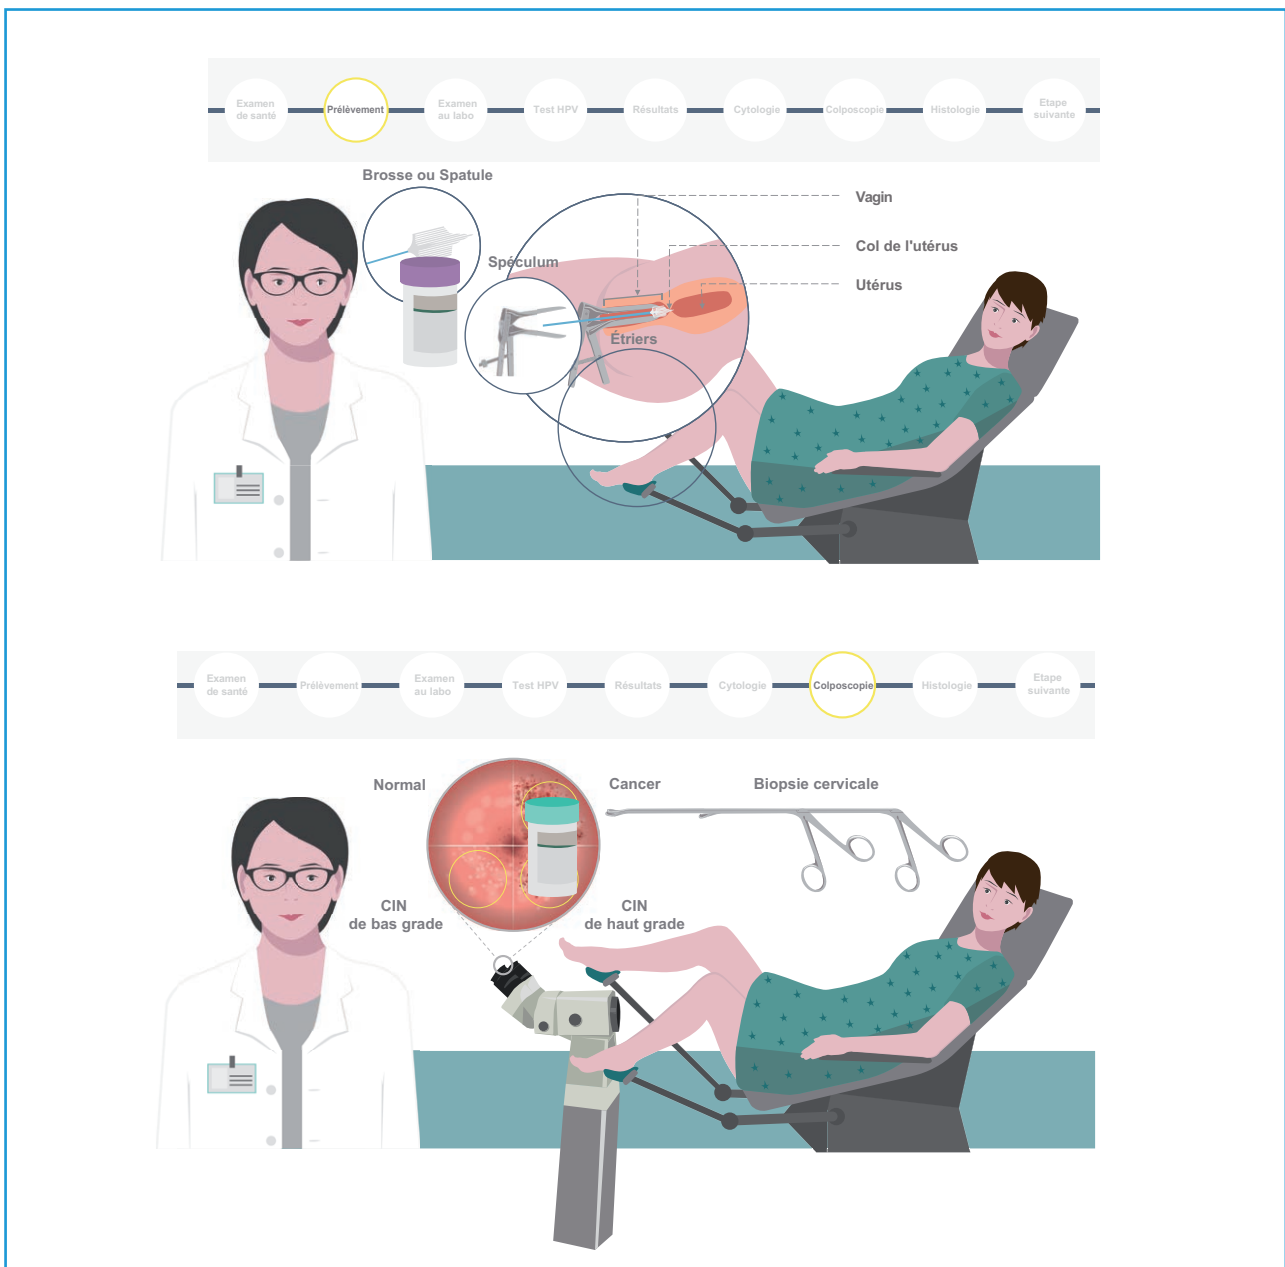 Examen
de santé
Prélèvement
Examen
au labo
Test HPV
Résultats
Cytologie
Colposcopie
Histologie
Etape
suivante
Brosse ou Spatule
Vagin
Col de l'utérus
Spéculum
Utérus
Étriers
Examen
de santé
Prélèvement
Examen
au labo
Test HPV
Résultats
Cytologie
Colposcopie
Histologie
Etape
suivante
Normal
Cancer
Biopsie cervicale
CIN
de bas grade
CIN
de haut grade